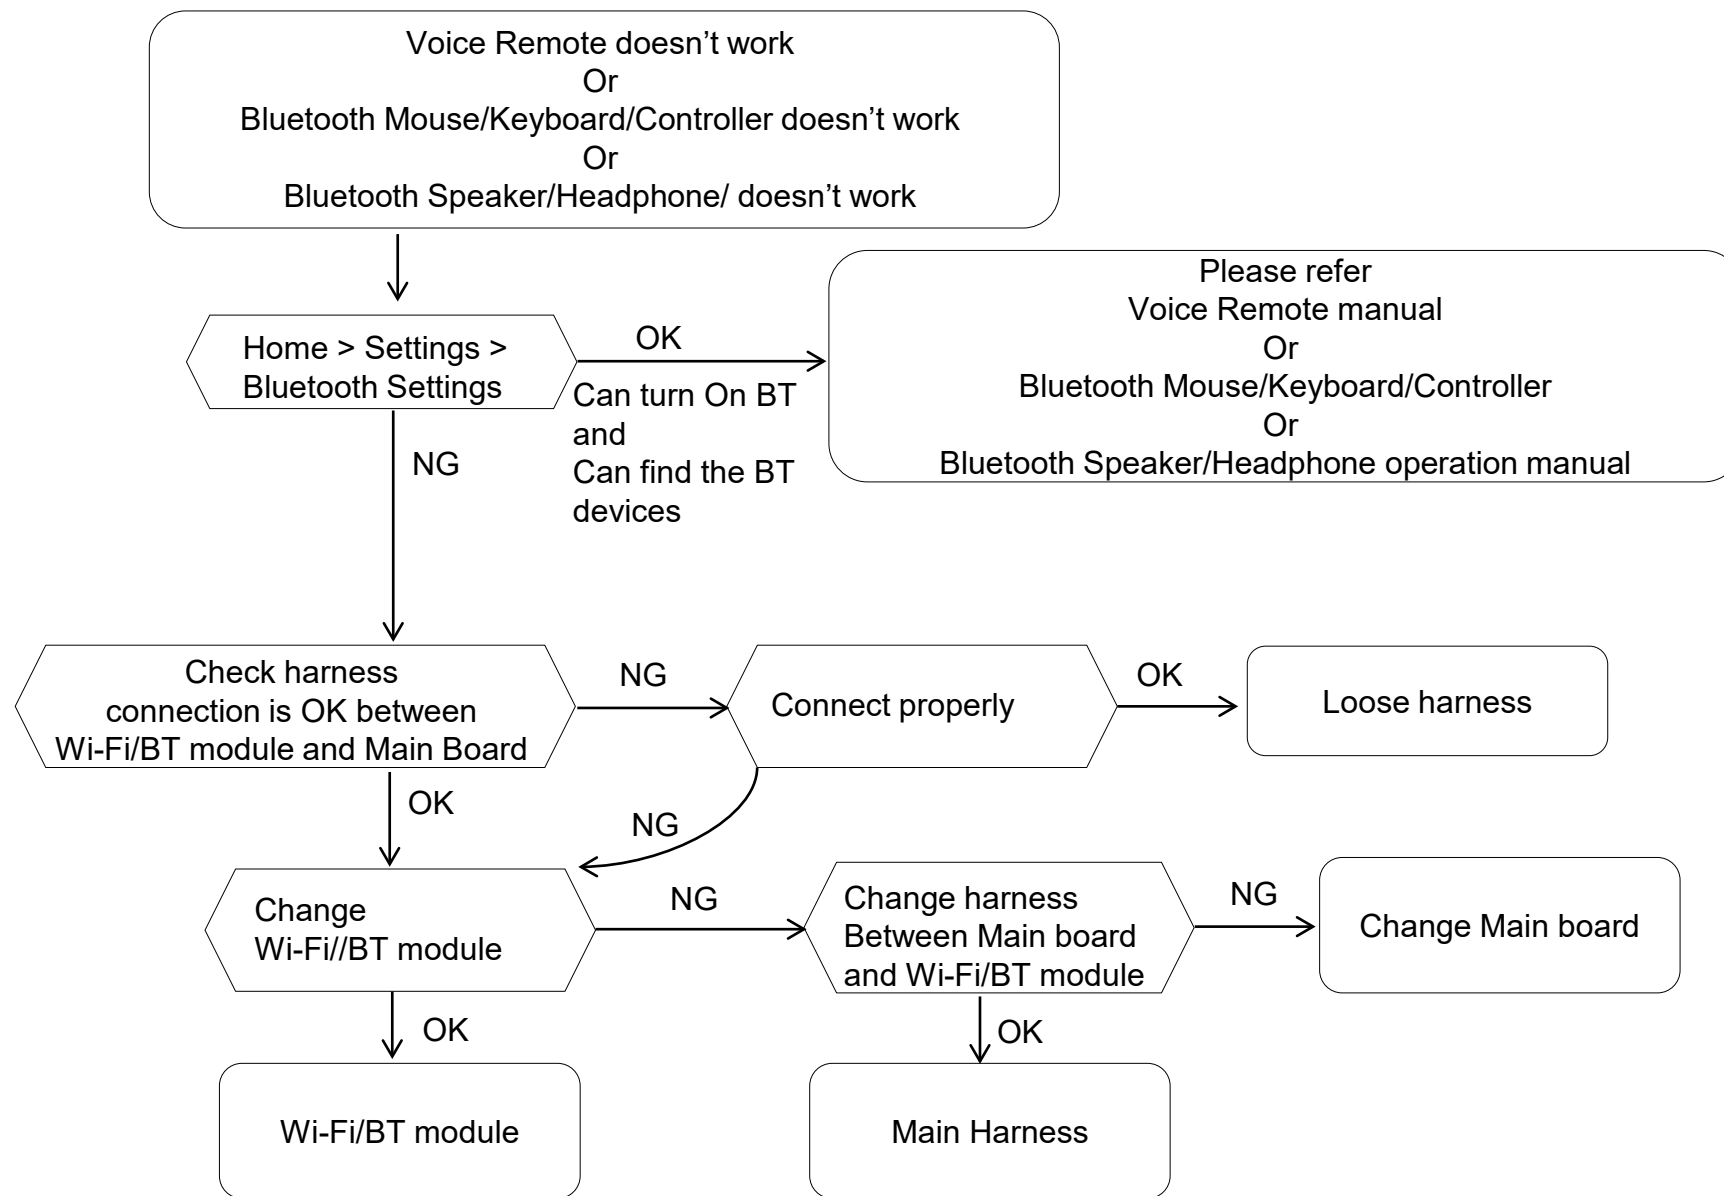 Voice Remote doesn’t work
Or
Bluetooth Mouse/Keyboard/Controller doesn’t work
Or
Bluetooth Speaker/Headphone/ doesn’t work
Home > Settings >
Bluetooth Settings
OK
Can turn On BT
and
Can find the BT
devices
Please refer
Voice Remote manual
Or
Bluetooth Mouse/Keyboard/Controller
Or
Bluetooth Speaker/Headphone operation manual
NG
Check harness
connection is OK between
Wi-Fi/BT module and Main Board
NG
Connect properly
OK
Loose harness
OK
NG
Change
Wi-Fi//BT module
NG
Change harness
Between Main board
and Wi-Fi/BT module
NG
Change Main board
OK
OK
Wi-Fi/BT module
Main Harness